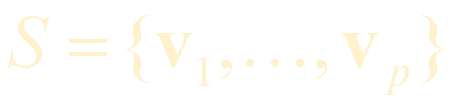 S = {v₁,…, vₚ}